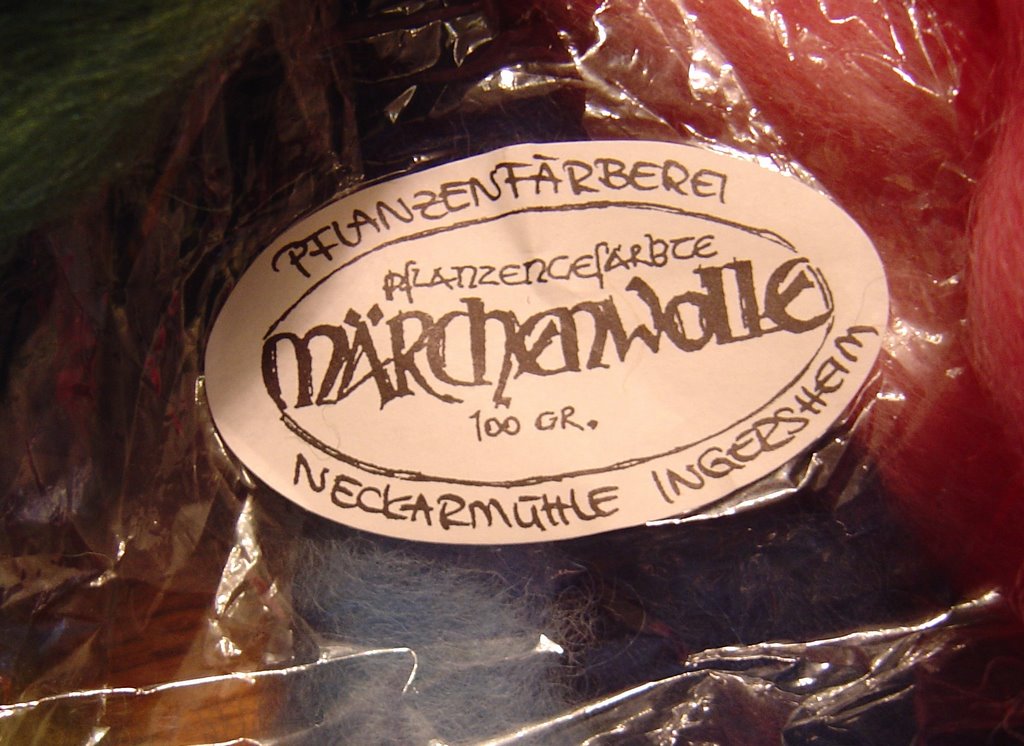 PFLANZENFÄRBEREI
PFLANZENGEFÄRBTE
MÄRCHENWOLLE
100 GR.
NECKARMÜHLE INGERSHEIM